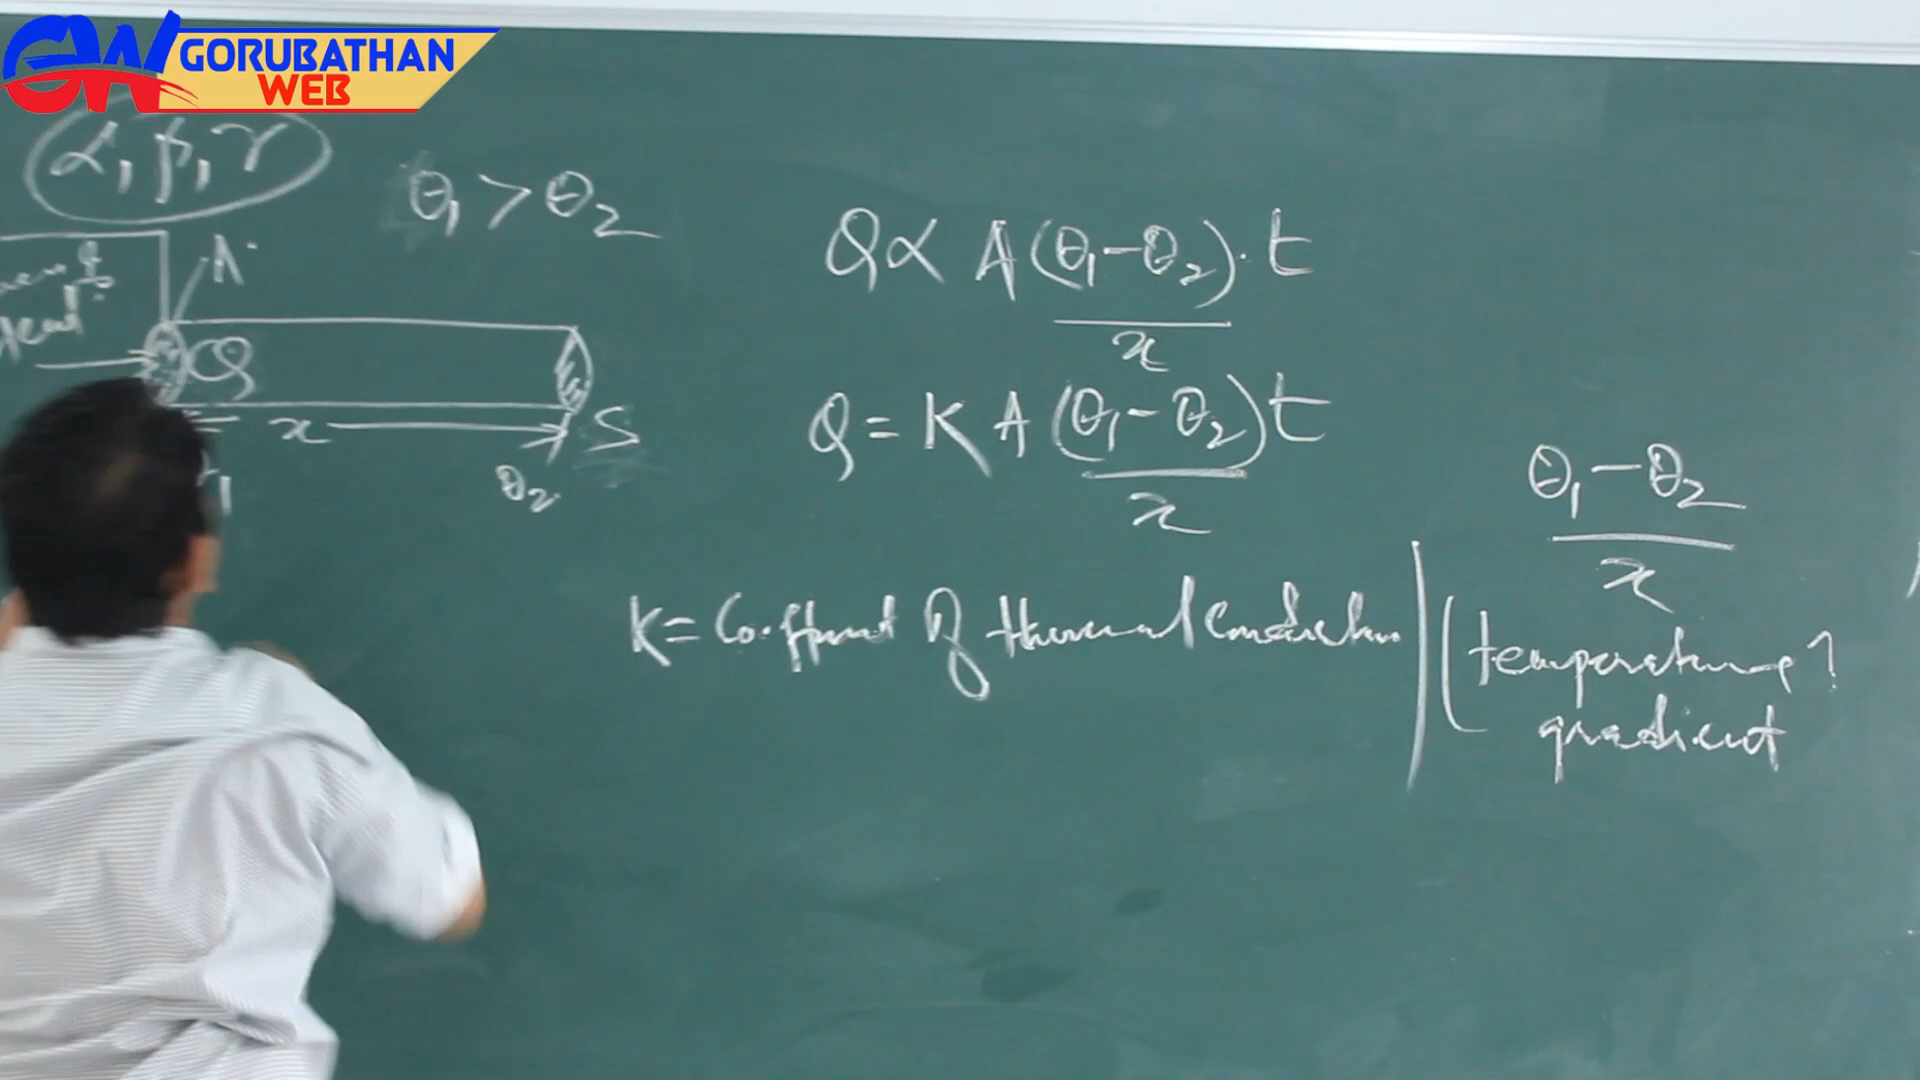 GORUBATHAN
WEB
α, β, γ
θ₁ > θ₂
A
Q
x
S
θ₂
Q ∝ A (θ₁ - θ₂) . t
x
Q = K A (θ₁ - θ₂) t
x
K = Co-efficient of thermal Conduction
θ₁ - θ₂
x
(temperature
gradient